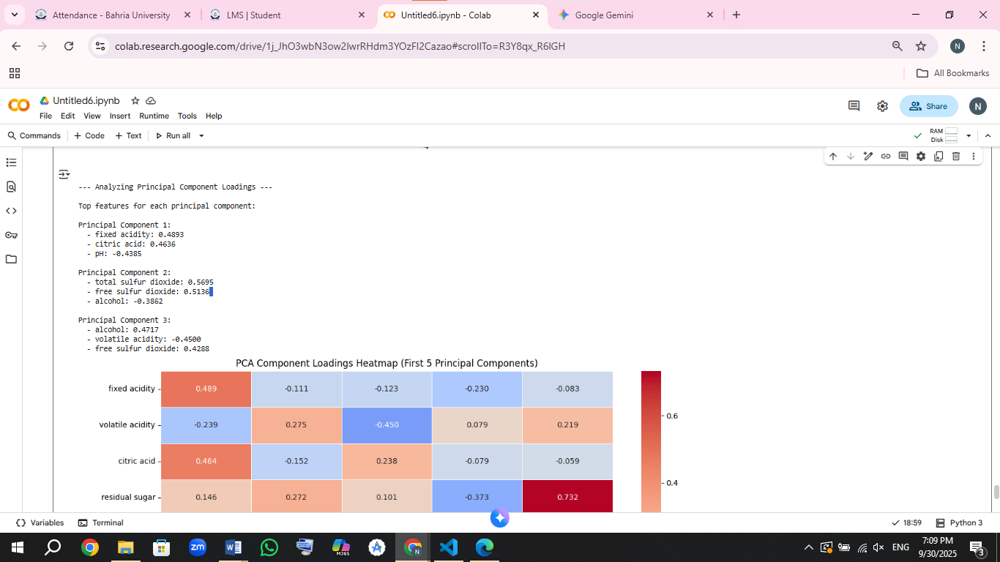 Attendance - Bahria University
LMS | Student
Untitled6.ipynb - Colab
Google Gemini
colab.research.google.com/drive/1j_JhO3wbN3ow2IwrRHdm3YOzFI2Cazao#scrollTo=R3Y8qx_R6lGH
N
All Bookmarks
CO
Untitled6.ipynb
Share
N
File Edit View Insert Runtime Tools Help
Commands + Code + Text Run all
RAM
Disk
--- Analyzing Principal Component Loadings ---
Top features for each principal component:
Principal Component 1:
- fixed acidity: 0.4893
- citric acid: 0.4636
- pH: -0.4385
Principal Component 2:
- total sulfur dioxide: 0.5695
- free sulfur dioxide: 0.5136
- alcohol: -0.3862
Principal Component 3:
- alcohol: 0.4717
- volatile acidity: -0.4500
- free sulfur dioxide: 0.4288
PCA Component Loadings Heatmap (First 5 Principal Components)
fixed acidity 0.489 -0.111 -0.123 -0.230 -0.083
0.6
volatile acidity -0.239 0.275 -0.450 0.079 0.219
citric acid 0.464 -0.152 0.238 -0.079 -0.059
0.4
residual sugar 0.146 0.272 0.101 -0.373 0.732
Variables Terminal
18:59 Python 3
zm
M365
N
ENG
7:09 PM
9/30/2025
3